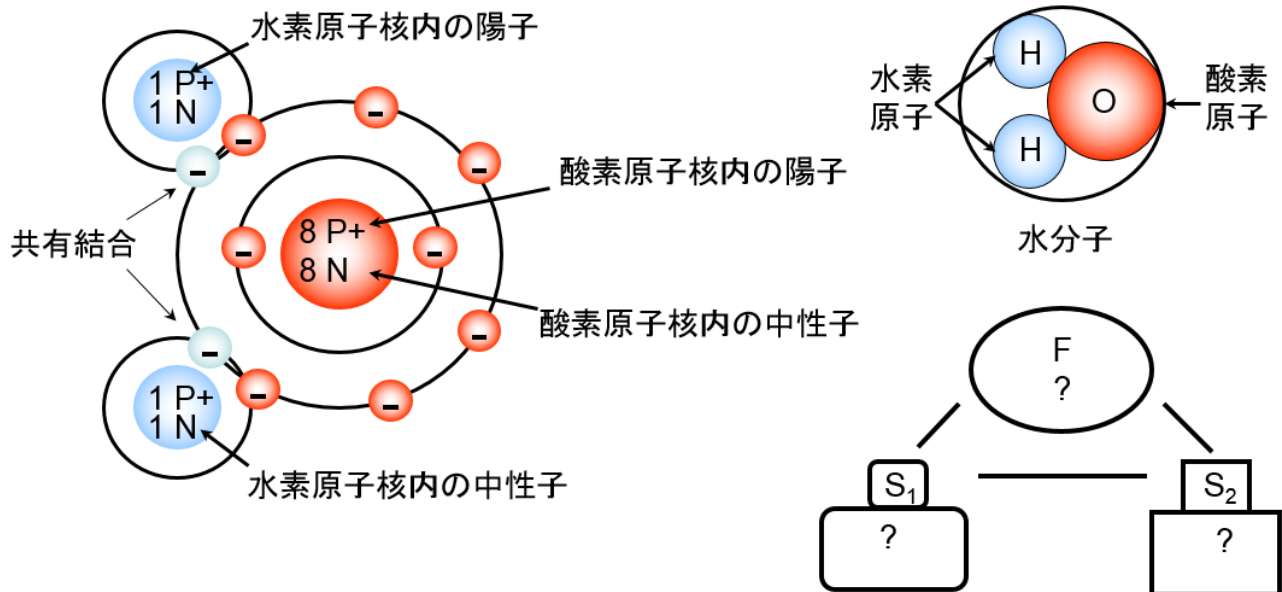 水素原子核内の陽子
1 P+
1 N
-
-
-
-
酸素原子核内の陽子
8 P+
8 N
-
-
共有結合
酸素原子核内の中性子
-
-
-
-
1 P+
1 N
水素原子核内の中性子
水素
原子
H
H
O
酸素
原子
水分子
F
?
S₁
?
S₂
?